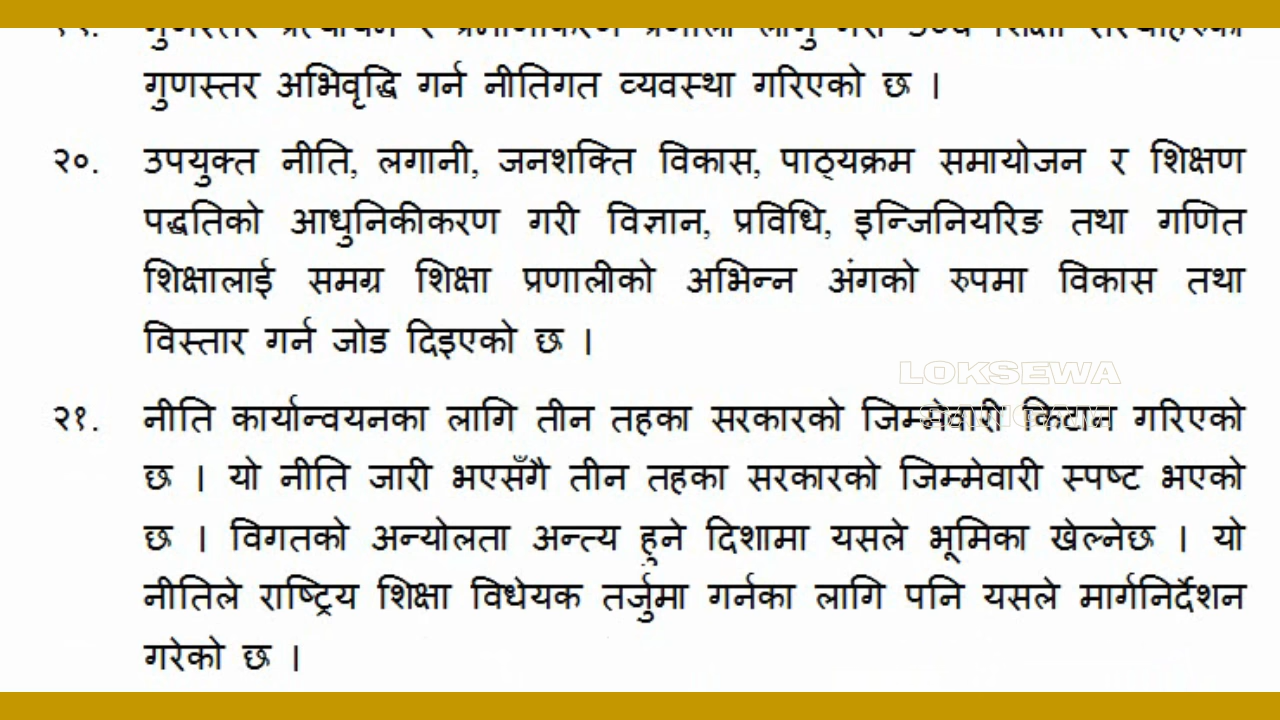 गुणस्तर अभिवृद्धि गर्न नीतिगत व्यवस्था गरिएको छ ।
२०. उपयुक्त नीति, लगानी, जनशक्ति विकास, पाठ्यक्रम समायोजन र शिक्षण
पद्धतिको आधुनिकीकरण गरी विज्ञान, प्रविधि, इन्जिनियरिङ तथा गणित
शिक्षालाई समग्र शिक्षा प्रणालीको अभिन्न अंगको रुपमा विकास तथा
विस्तार गर्न जोड दिइएको छ ।
LOKSEWA
SANGAM
२१. नीति कार्यान्वयनका लागि तीन तहका सरकारको जिम्मेवारी किटान गरिएको
छ । यो नीति जारी भएसँगै तीन तहका सरकारको जिम्मेवारी स्पष्ट भएको
छ । विगतको अन्योलता अन्त्य हुने दिशामा यसले भूमिका खेल्नेछ । यो
नीतिले राष्ट्रिय शिक्षा विधेयक तर्जुमा गर्नका लागि पनि यसले मार्गनिर्देशन
गरेको छ ।